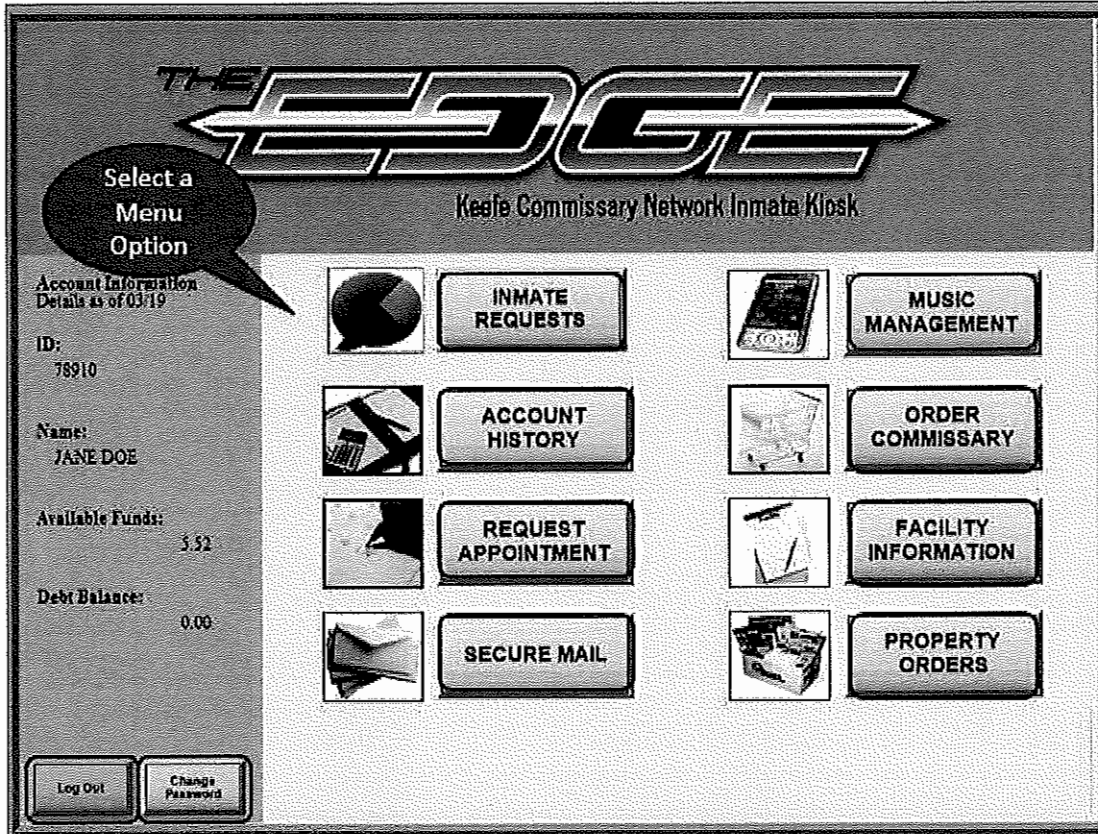 THE
EDGE
Keefe Commissary Network Inmate Kiosk
Select a
Menu
Option
Account Information
Details as of 03/19
ID:
78910
Name:
JANE DOE
Available Funds:
5.52
Debt Balance:
0.00
Log Out
Change
Password
INMATE
REQUESTS
MUSIC
MANAGEMENT
ACCOUNT
HISTORY
ORDER
COMMISSARY
REQUEST
APPOINTMENT
FACILITY
INFORMATION
SECURE MAIL
PROPERTY
ORDERS